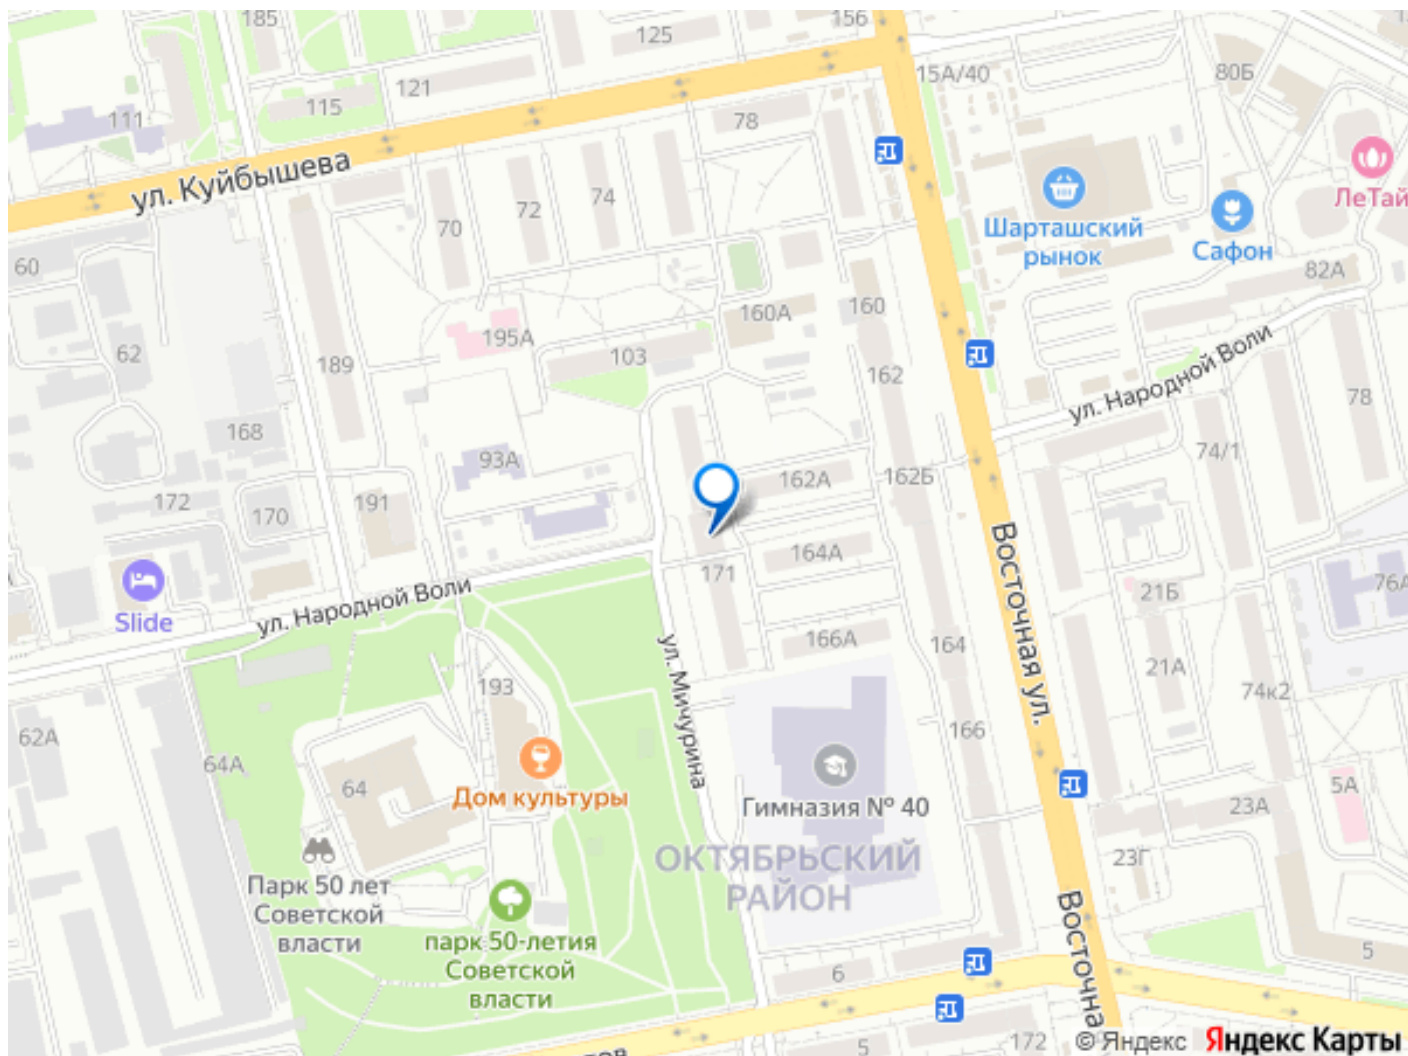 185
125
156
15А/40
80Б
121
115
111
78
ул. Куйбышева
ЛеТай
74
72
70
Шарташский
рынок
Сафон
60
82А
160А
160
195А
62
103
189
162
ул. Народной Воли
78
168
74/1
93А
162А
162Б
172
191
170
164А
171
Восточная ул.
Slide
21Б
76А
ул. Народной Воли
166А
164
ул. Мичурина
21А
193
74к2
62А
64А
166
64
5А
Дом культуры
Гимназия № 40
23А
ОКТЯБРЬСКИЙ
РАЙОН
23Г
Парк 50 лет
Советской
власти
парк 50-летия
Советской
власти
Восточна
5
6
172
5
© Яндекс
Яндекс Карты